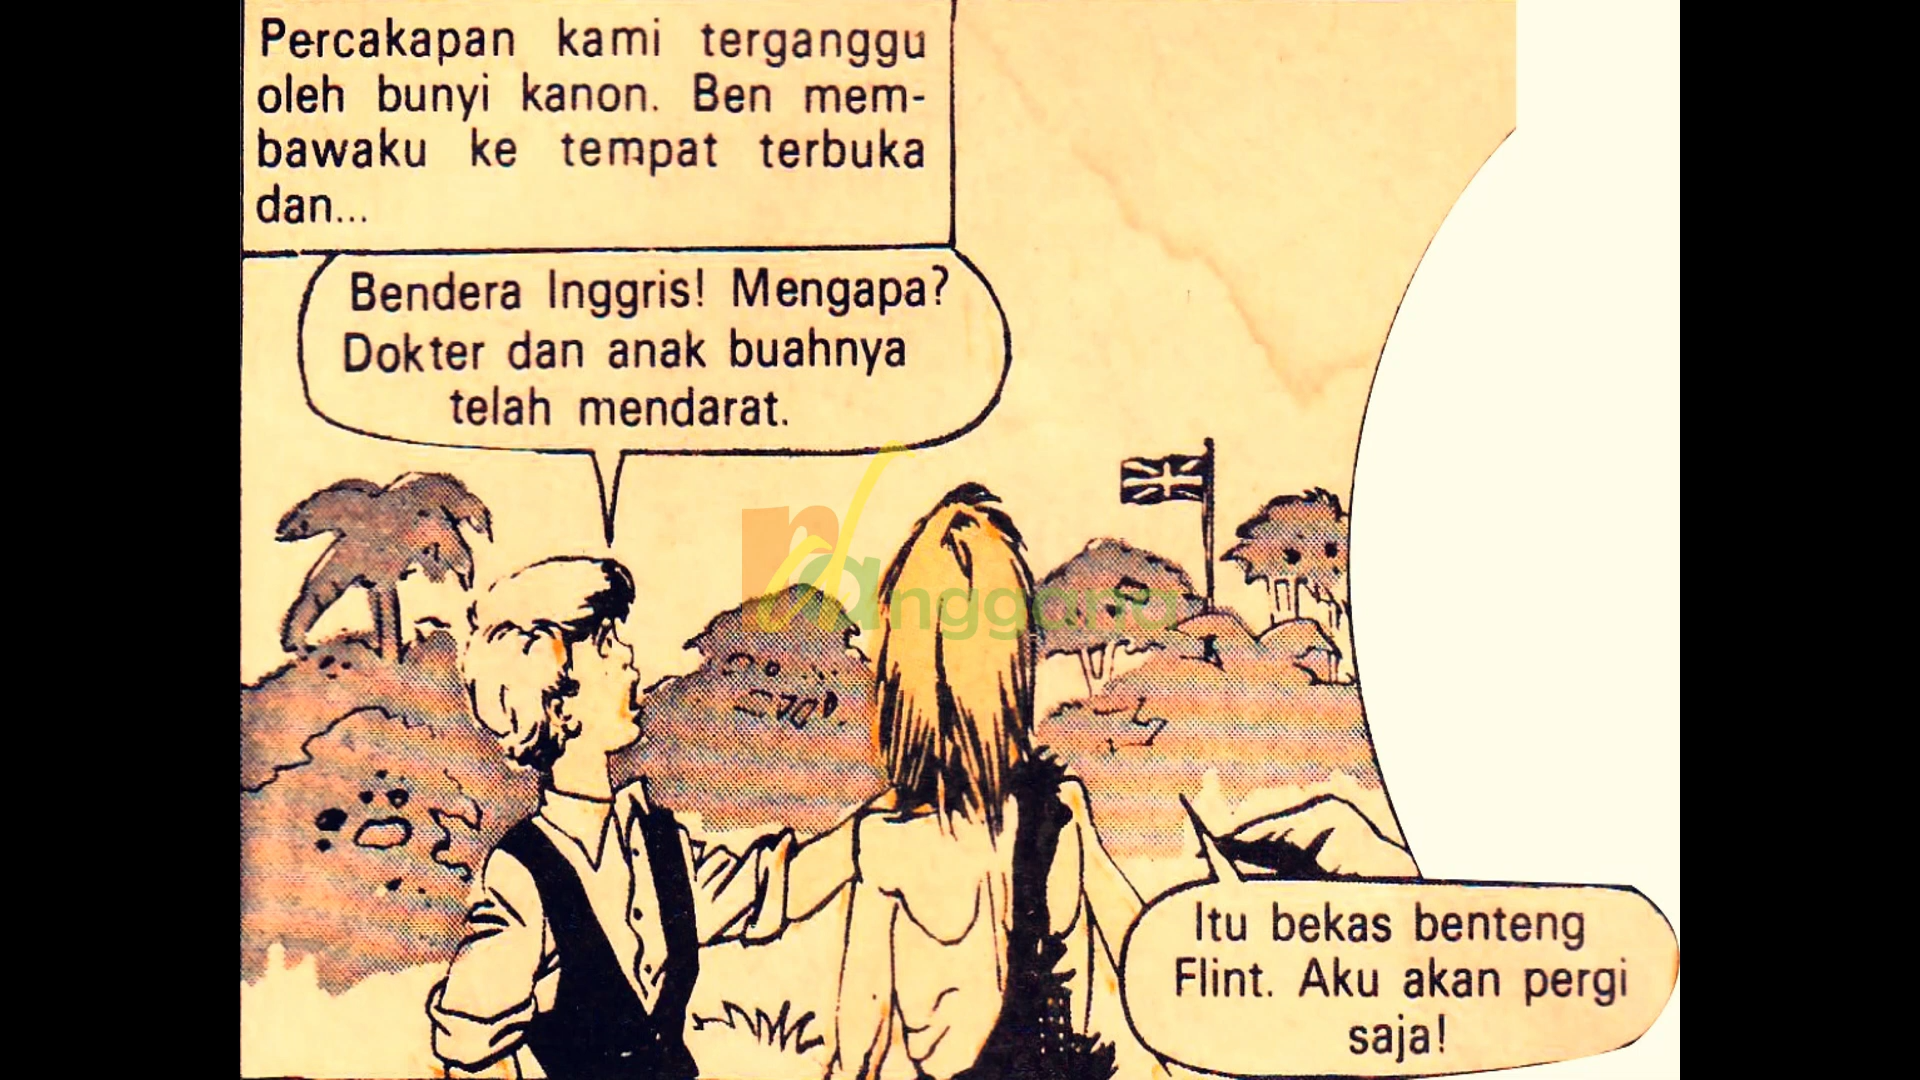 Percakapan kami terganggu
oleh bunyi kanon. Ben mem-
bawaku ke tempat terbuka
dan...
Bendera Inggris! Mengapa?
Dokter dan anak buahnya
telah mendarat.
nanggana
Itu bekas benteng
Flint. Aku akan pergi
saja!